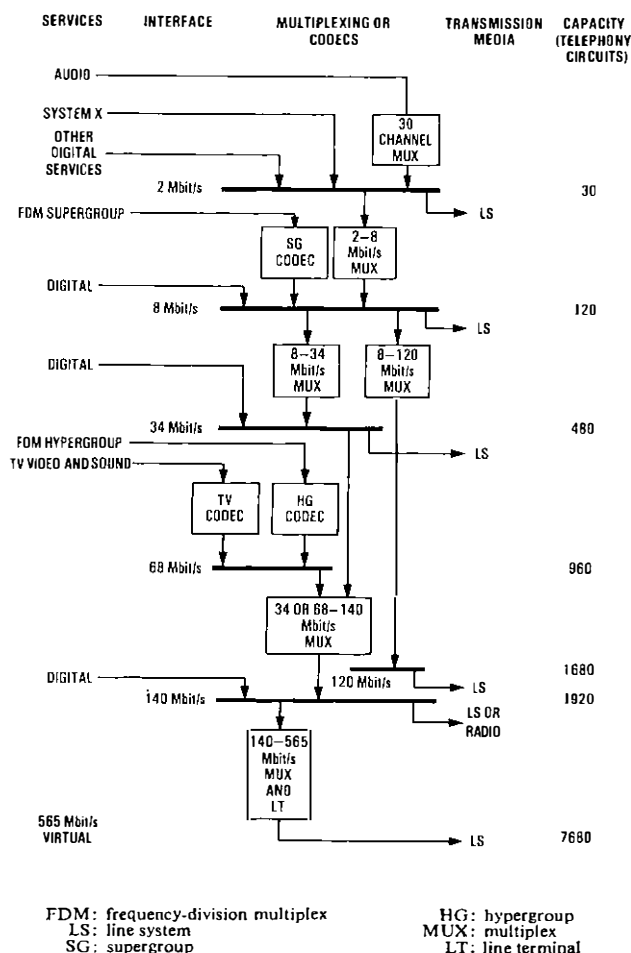 SERVICES INTERFACE MULTIPLEXING OR CODECS TRANSMISSION MEDIA CAPACITY (TELEPHONY CIRCUITS)
AUDIO
SYSTEM X
OTHER DIGITAL SERVICES
30 CHANNEL MUX
2 Mbit/s
LS
30
FDM SUPERGROUP
SG CODEC
2–8 Mbit/s MUX
DIGITAL
8 Mbit/s
LS
120
8–34 Mbit/s MUX
8–120 Mbit/s MUX
DIGITAL
34 Mbit/s
LS
480
FOM HYPERGROUP
TV VIDEO AND SOUND
TV CODEC
HG CODEC
68 Mbit/s
960
34 OR 68–140 Mbit/s MUX
120 Mbit/s
LS
1680
DIGITAL
140 Mbit/s
LS OR RADIO
1920
140–565 Mbit/s MUX ANO LT
565 Mbit/s VIRTUAL
LS
7680
FDM: frequency-division multiplex
LS: line system
SG: supergroup
HG: hypergroup
MUX: multiplex
LT: line terminal